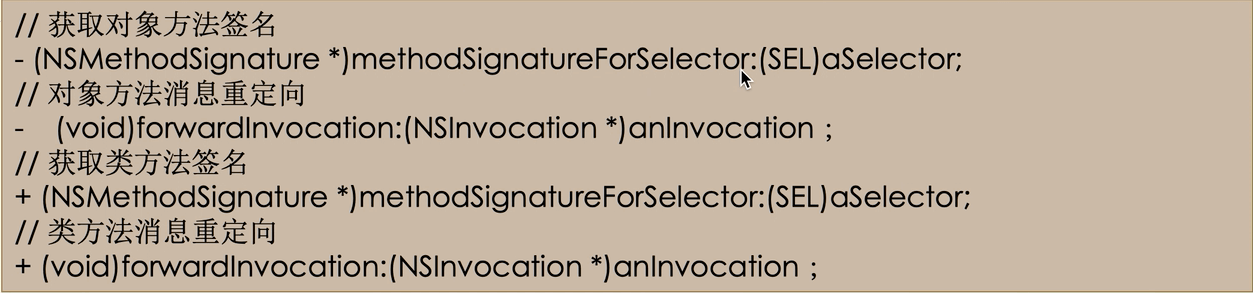 // 获取对象方法签名
- (NSMethodSignature *)methodSignatureForSelector:(SEL)aSelector;
// 对象方法消息重定向
-    (void)forwardInvocation:(NSInvocation *)anInvocation ;
// 获取类方法签名
+ (NSMethodSignature *)methodSignatureForSelector:(SEL)aSelector;
// 类方法消息重定向
+ (void)forwardInvocation:(NSInvocation *)anInvocation ;